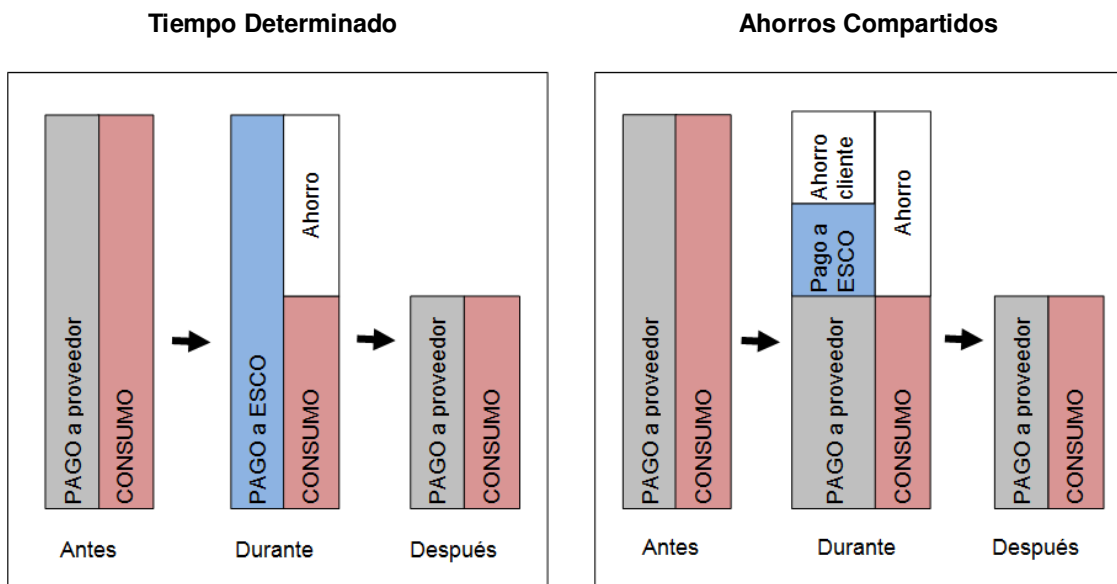 Tiempo Determinado
PAGO a proveedor
CONSUMO
PAGO a ESCO
Ahorro
CONSUMO
PAGO a proveedor
CONSUMO
Antes
Durante
Después
Ahorros Compartidos
PAGO a proveedor
CONSUMO
Ahorro
cliente
Pago a
ESCO
PAGO a proveedor
Ahorro
CONSUMO
PAGO a proveedor
CONSUMO
Antes
Durante
Después